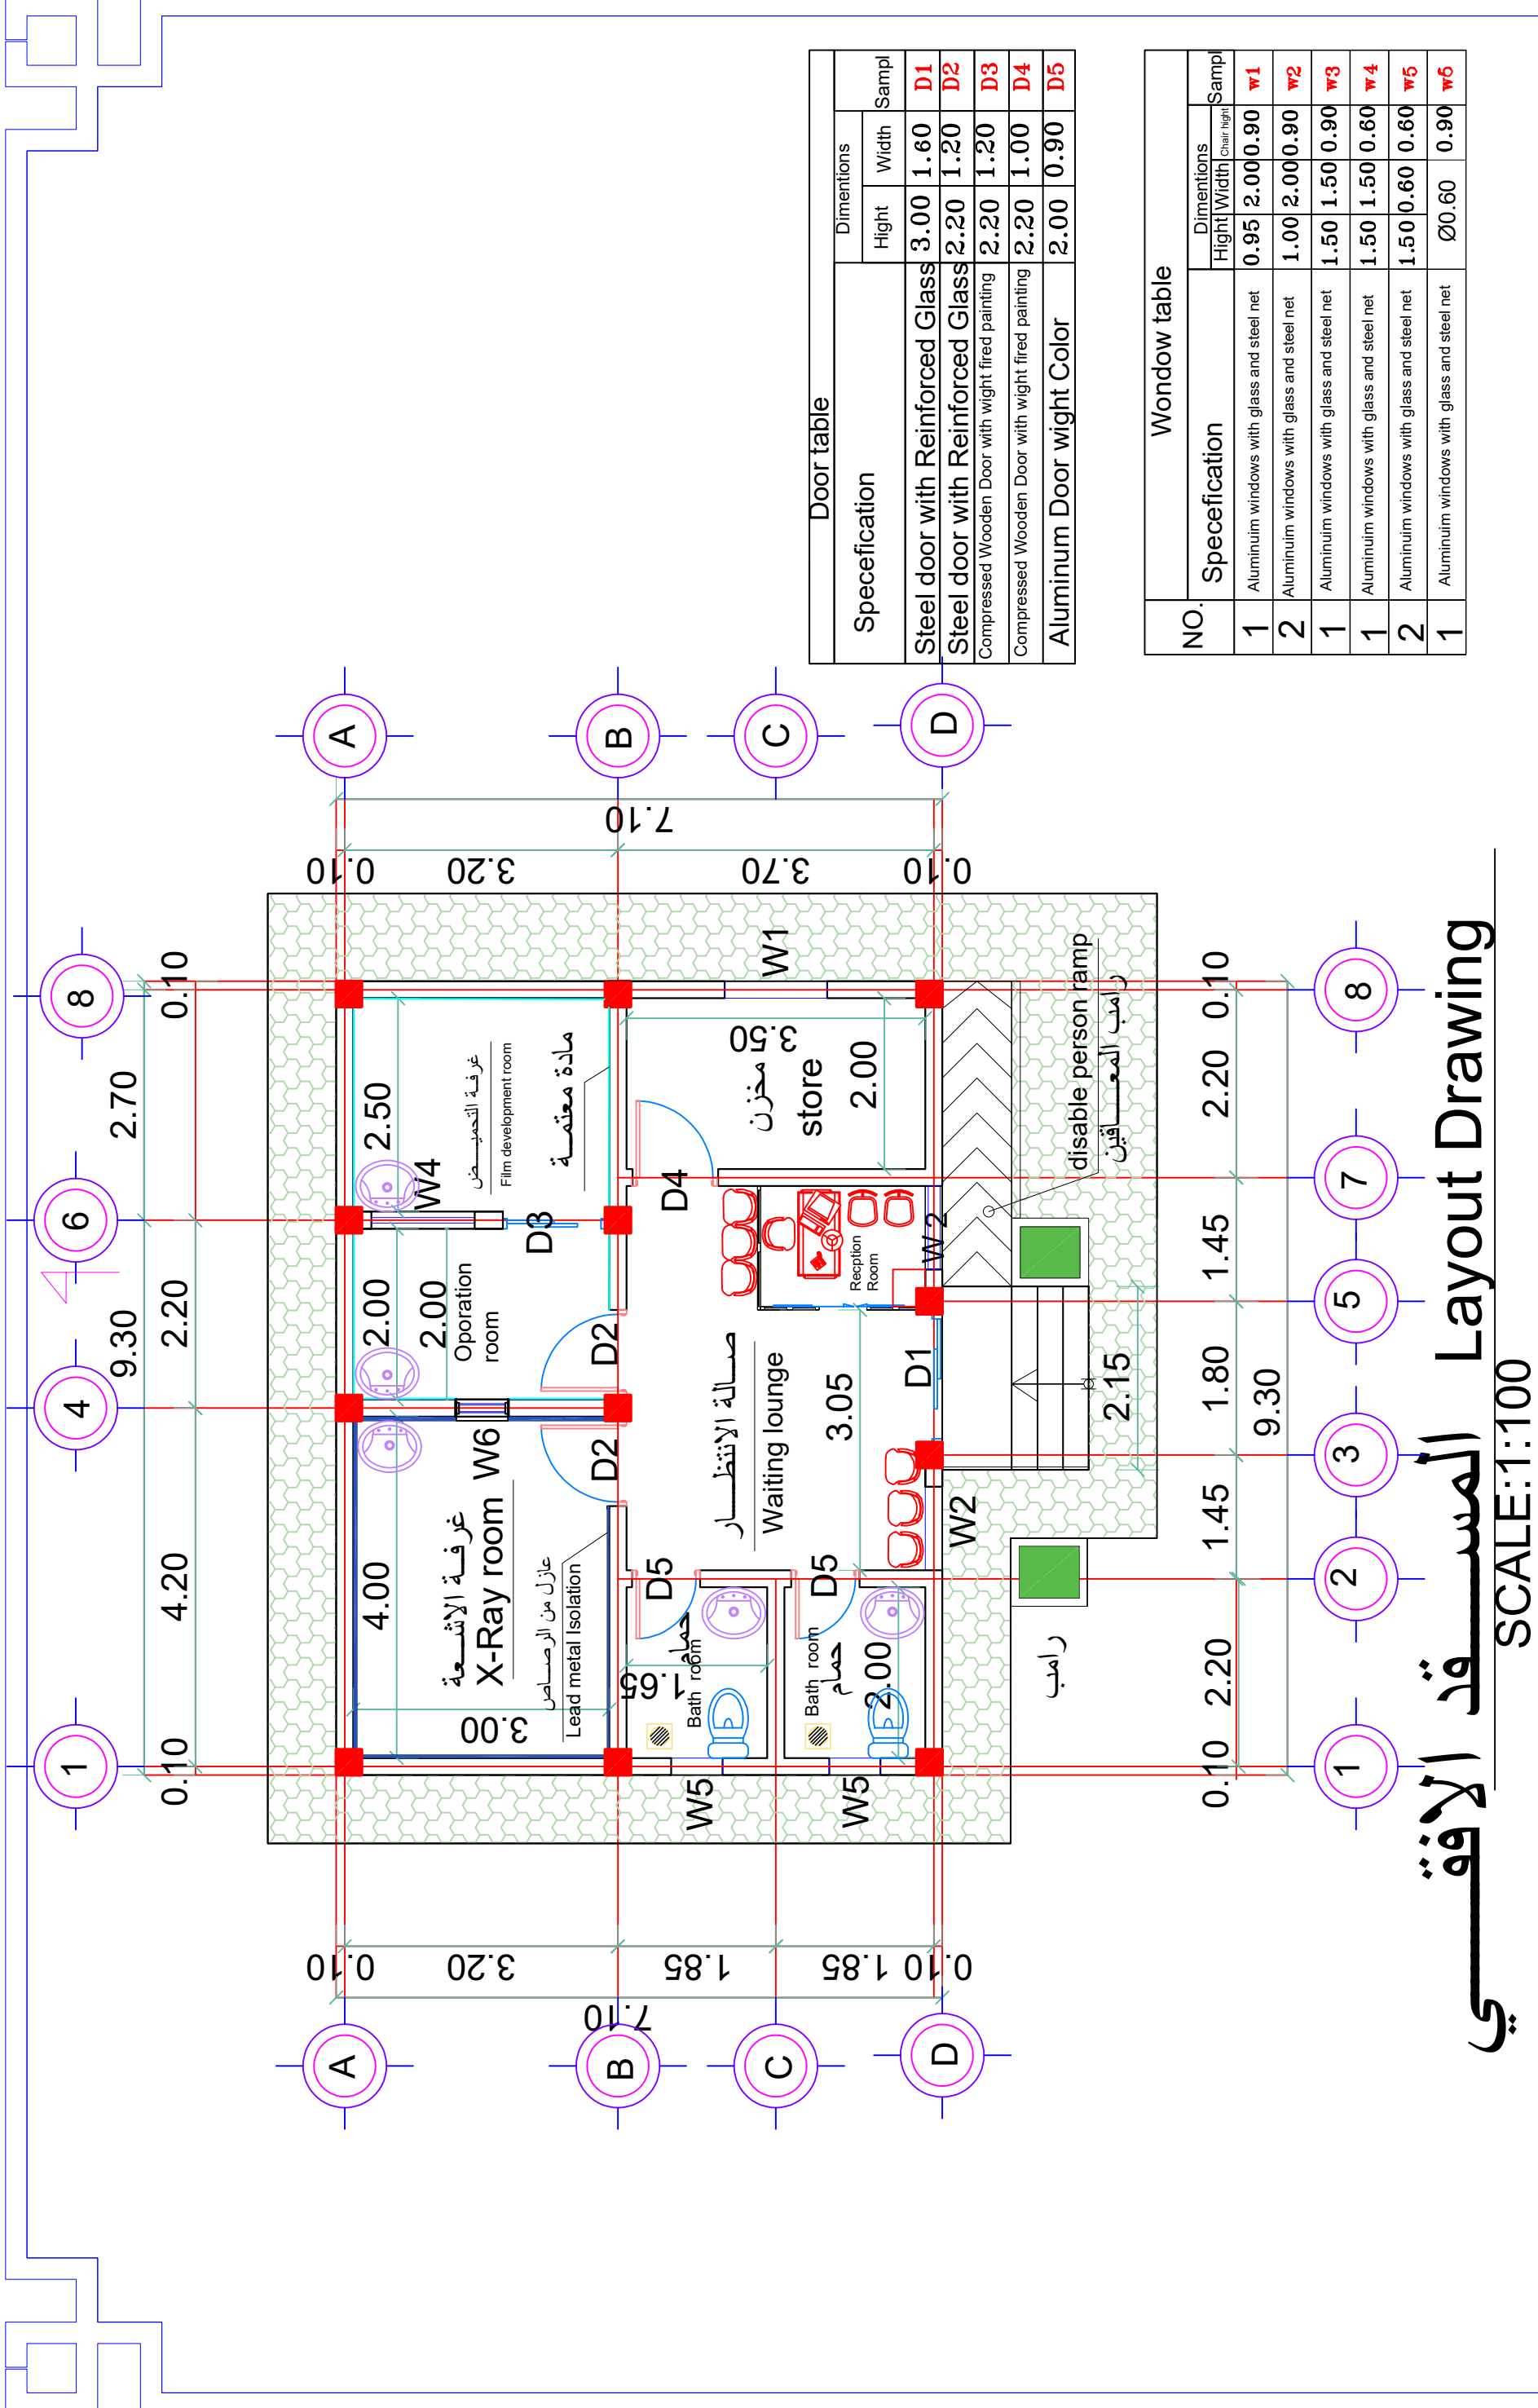 Door table
Specefication
Dimentions
Hight
Width
Sampl
Steel door with Reinforced Glass 3.00 1.60 D1
Steel door with Reinforced Glass 2.20 1.20 D2
Compressed Wooden Door with wight fired painting 2.20 1.20 D3
Compressed Wooden Door with wight fired painting 2.20 1.00 D4
Aluminum Door wight Color 2.00 0.90 D5
Wondow table
NO.
Specefication
Dimentions
Hight
Width
Chair hight
Sampl
1 Aluminuim windows with glass and steel net 0.95 2.00 0.90 w1
2 Aluminuim windows with glass and steel net 1.00 2.00 0.90 w2
1 Aluminuim windows with glass and steel net 1.50 1.50 0.90 w3
1 Aluminuim windows with glass and steel net 1.50 1.50 0.60 w4
2 Aluminuim windows with glass and steel net 1.50 0.60 0.60 w5
1 Aluminuim windows with glass and steel net Ø0.60 0.90 w6
1
4
6
8
9.30 2.70
0.10 4.20 2.20 0.10
A
B
C
D
7.10
0.10 3.20 1.85 1.85 0.10
A
B
C
D
7.10
0.10 3.20 3.70 0.10
4.00
2.00
2.50
2.00
W4
غرفة الاشعة
X-Ray room
W6
3.00
عازل من الرصاص
Lead metal Isolation
Oporation
room
D3
غرفة التحميض
Film development room
مادة معتمة
D2
D2
D5
حمام
Bath room
1.65
D5
Bath room
حمام
2.00
W5
W5
صالة الانتظار
Waiting lounge
3.05
D4
Recption
Room
3.50
مخزن
store
2.00
W1
W2
D1
W2
disable person ramp
رامب المعاقين
رامب
2.15
0.10 2.20 1.45 1.80 1.45 2.20 0.10
9.30
1
2
3
5
7
8
المسقد الافقي
Layout Drawing
SCALE:1:100